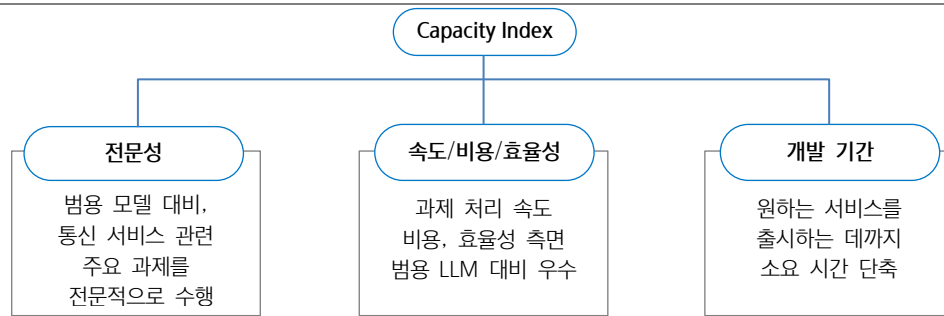 Capacity Index
전문성
범용 모델 대비,
통신 서비스 관련
주요 과제를
전문적으로 수행
속도/비용/효율성
과제 처리 속도
비용, 효율성 측면
범용 LLM 대비 우수
개발 기간
원하는 서비스를
출시하는 데까지
소요 시간 단축